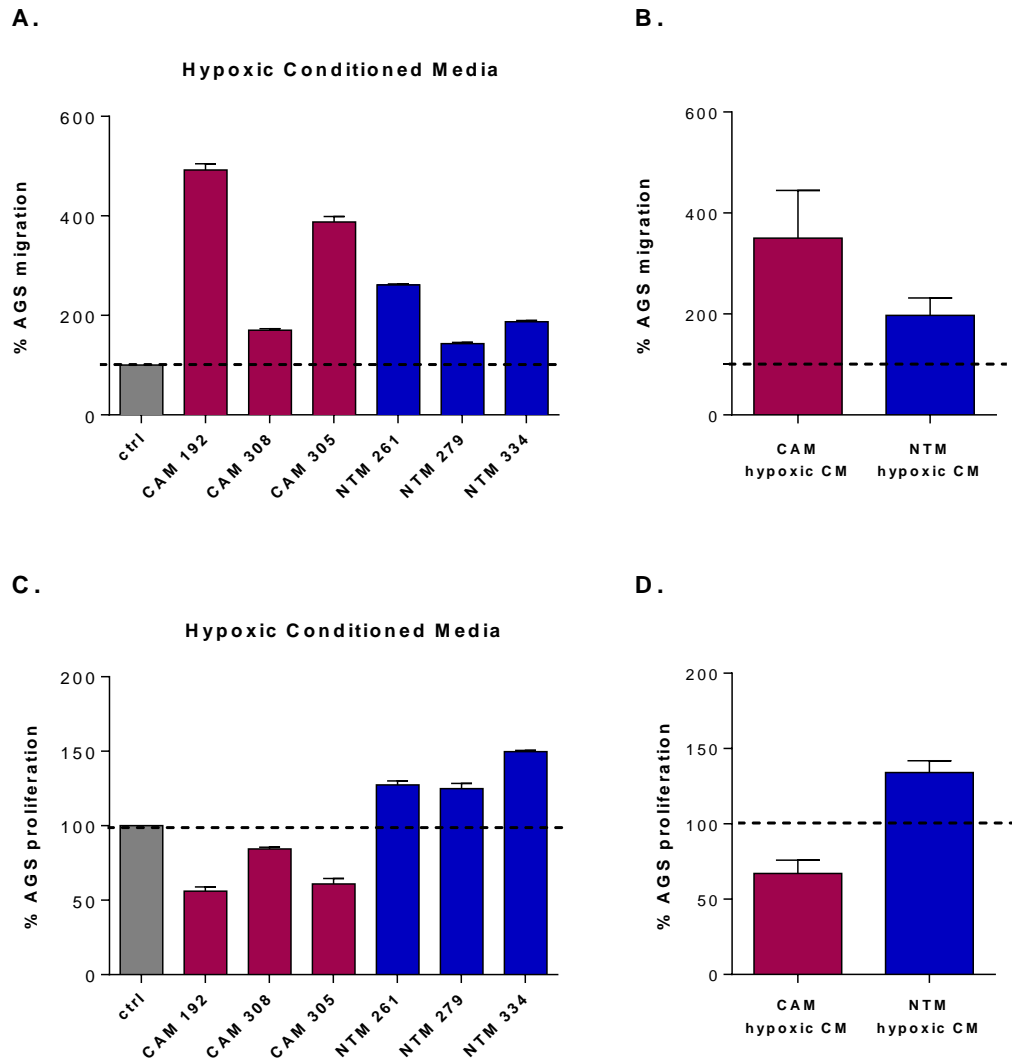 A.
Hypoxic Conditioned Media
% AGS migration
600
400
200
0
ctrl
CAM 192
CAM 308
CAM 305
NTM 261
NTM 279
NTM 334
B.
% AGS migration
600
400
200
0
CAM
hypoxic CM
NTM
hypoxic CM
C.
Hypoxic Conditioned Media
% AGS proliferation
200
150
100
50
0
ctrl
CAM 192
CAM 308
CAM 305
NTM 261
NTM 279
NTM 334
D.
% AGS proliferation
200
150
100
50
0
CAM
hypoxic CM
NTM
hypoxic CM